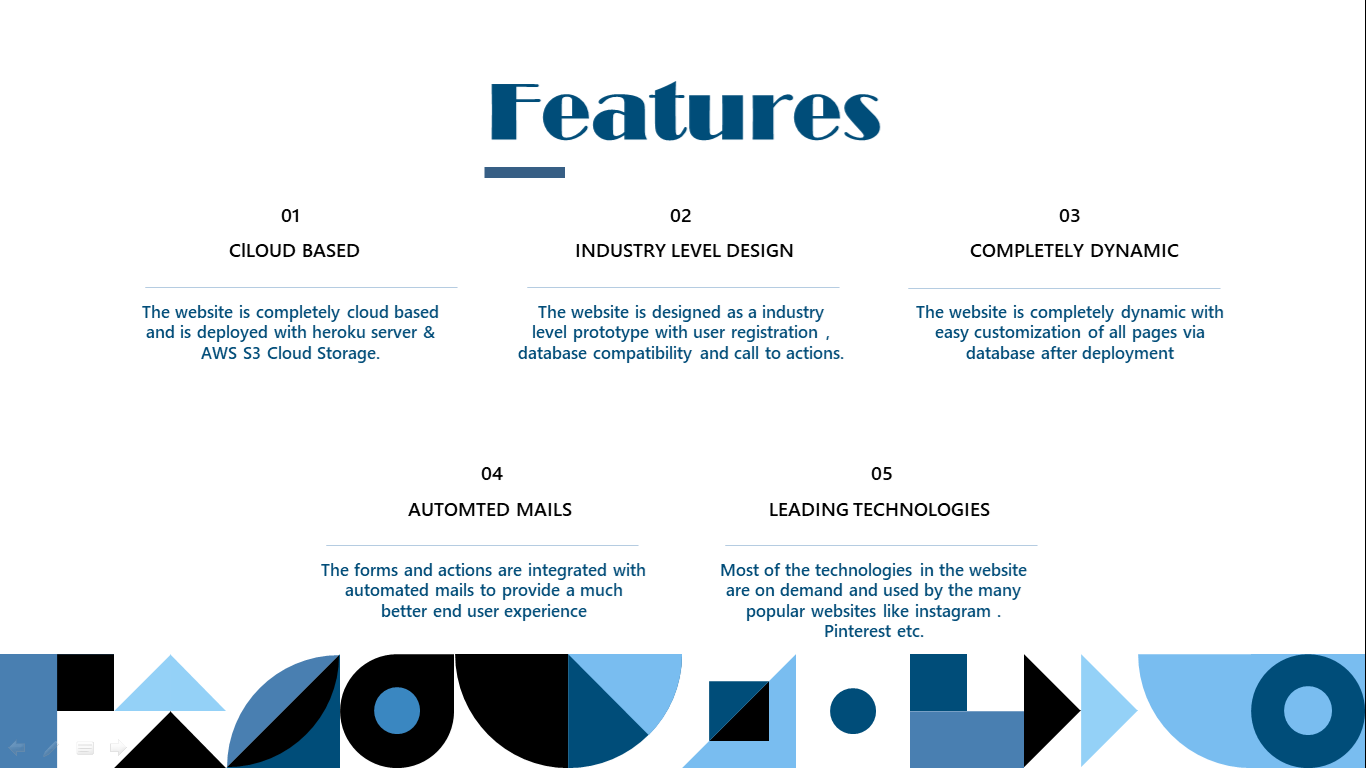 Features
01
ClLOUD BASED
The website is completely cloud based
and is deployed with heroku server &
AWS S3 Cloud Storage.
02
INDUSTRY LEVEL DESIGN
The website is designed as a industry
level prototype with user registration ,
database compatibility and call to actions.
03
COMPLETELY DYNAMIC
The website is completely dynamic with
easy customization of all pages via
database after deployment
04
AUTOMTED MAILS
The forms and actions are integrated with
automated mails to provide a much
better end user experience
05
LEADING TECHNOLOGIES
Most of the technologies in the website
are on demand and used by the many
popular websites like instagram .
Pinterest etc.